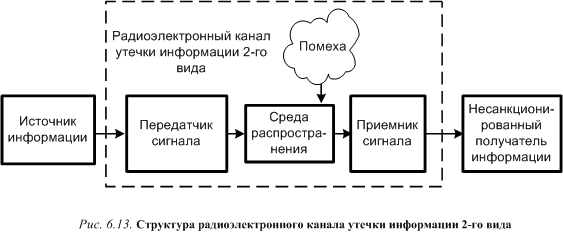 Радиоэлектронный канал
утечки информации 2-го
вида
Помеха
Источник
информации
Передатчик
сигнала
Среда
распростра-
нения
Приемник
сигнала
Несанкциони-
рованный
получатель
информации
Рис. 6.13. Структура радиоэлектронного канала утечки информации 2-го вида